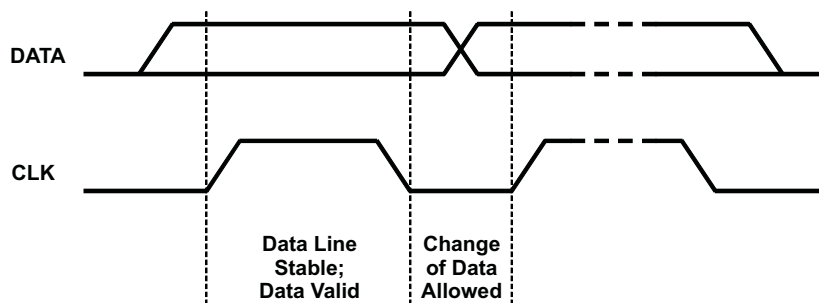 DATA
CLK
Data Line
Stable;
Data Valid
Change
of Data
Allowed